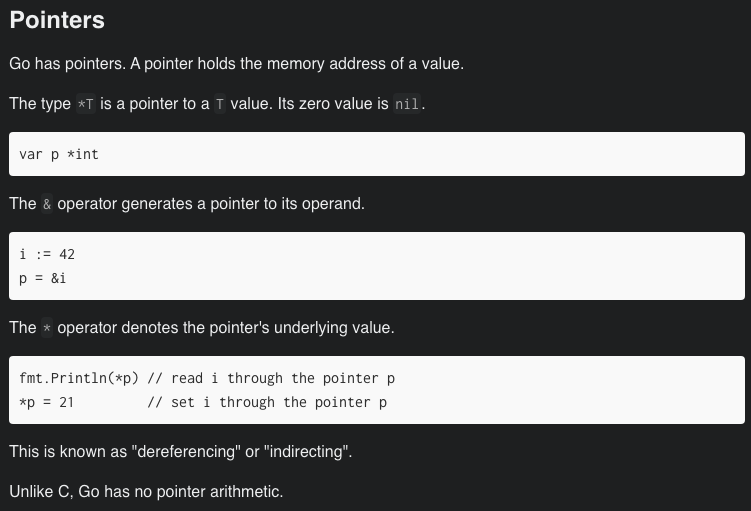 Pointers
Go has pointers. A pointer holds the memory address of a value.
The type *T is a pointer to a T value. Its zero value is nil.
var p *int
The & operator generates a pointer to its operand.
i := 42
p = &i
The * operator denotes the pointer's underlying value.
fmt.Println(*p) // read i through the pointer p
*p = 21         // set i through the pointer p
This is known as "dereferencing" or "indirecting".
Unlike C, Go has no pointer arithmetic.